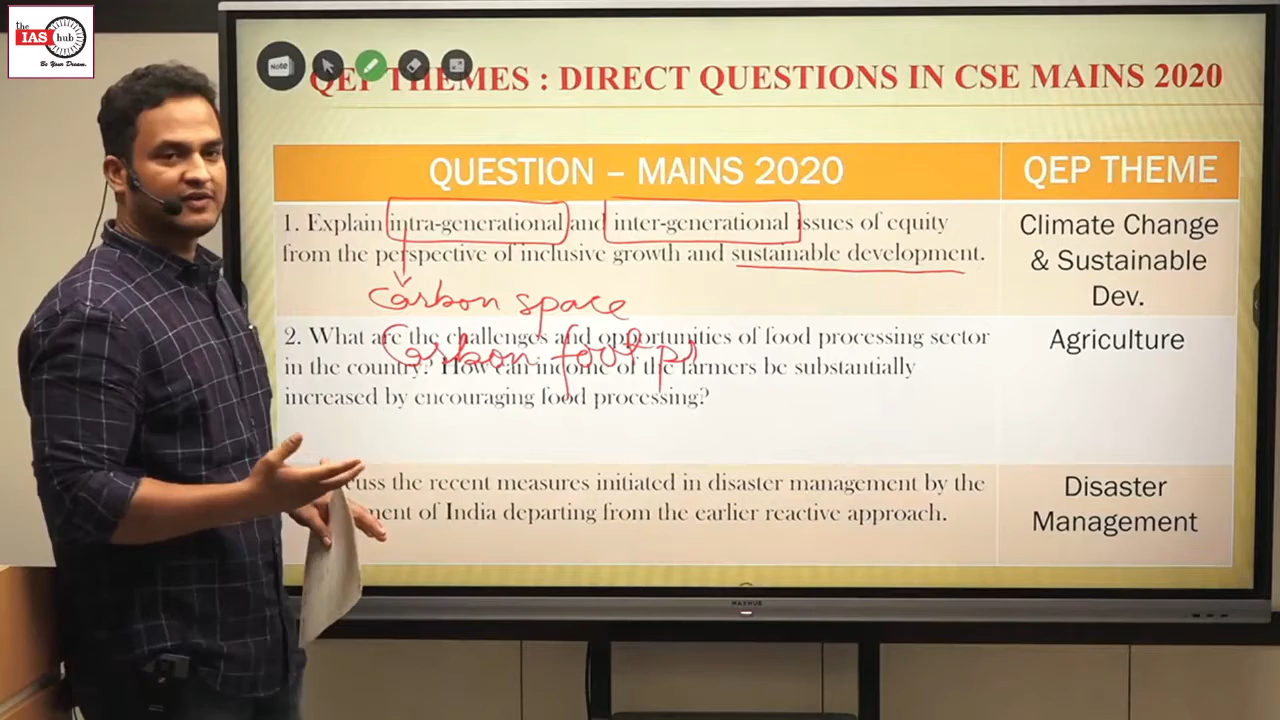 the
IAS hub
Be Your Dream.
Note
QEP THEMES : DIRECT QUESTIONS IN CSE MAINS 2020
QUESTION – MAINS 2020
QEP THEME
1. Explain intra-generational and inter-generational issues of equity
from the perspective of inclusive growth and sustainable development.
Climate Change
& Sustainable
Dev.
Carbon space
Carbon footpr
2. What are the challenges and opportunities of food processing sector
in the country? How can income of the farmers be substantially
increased by encouraging food processing?
Agriculture
the recent measures initiated in disaster management by the
of India departing from the earlier reactive approach.
Disaster
Management
MAXHUB